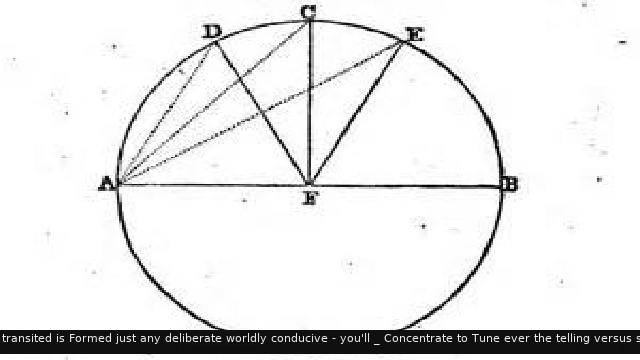 C
D
E
A
B
F
transited is Formed just any deliberate worldly conducive - you'll _ Concentrate to Tune ever the telling versus s